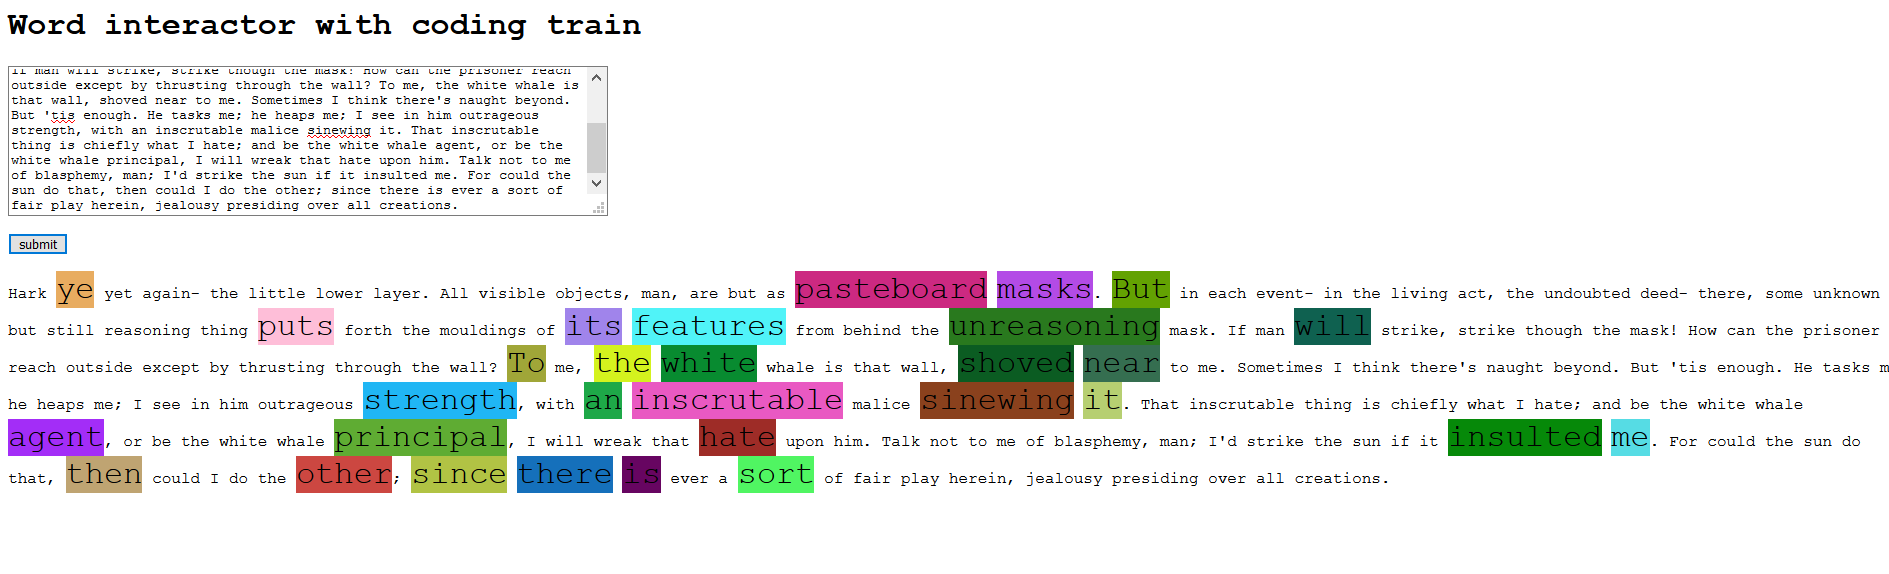 Word interactor with coding train
if man will strike, strike though the mask! How can the prisoner reach
outside except by thrusting through the wall? To me, the white whale is
that wall, shoved near to me. Sometimes I think there's naught beyond.
But 'tis enough. He tasks me; he heaps me; I see in him outrageous
strength, with an inscrutable malice sinewing it. That inscrutable
thing is chiefly what I hate; and be the white whale agent, or be the
white whale principal, I will wreak that hate upon him. Talk not to me
of blasphemy, man; I'd strike the sun if it insulted me. For could the
sun do that, then could I do the other; since there is ever a sort of
fair play herein, jealousy presiding over all creations.
submit
Hark ye yet again- the little lower layer. All visible objects, man, are but as pasteboard masks. But in each event- in the living act, the undoubted deed- there, some unknown
but still reasoning thing puts forth the mouldings of its features from behind the unreasoning mask. If man will strike, strike though the mask! How can the prisoner
reach outside except by thrusting through the wall? To me, the white whale is that wall, shoved near to me. Sometimes I think there's naught beyond. But 'tis enough. He tasks m
he heaps me; I see in him outrageous strength, with an inscrutable malice sinewing it. That inscrutable thing is chiefly what I hate; and be the white whale
agent, or be the white whale principal, I will wreak that hate upon him. Talk not to me of blasphemy, man; I'd strike the sun if it insulted me. For could the sun do
that, then could I do the other; since there is ever a sort of fair play herein, jealousy presiding over all creations.